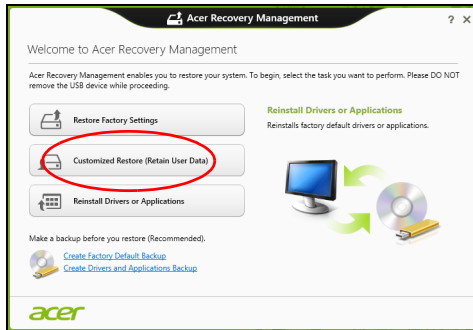 Acer Recovery Management
? ×
Welcome to Acer Recovery Management
Acer Recovery Management enables you to restore your system. To begin, select the task you want to perform. Please DO NOT
remove the USB device while proceeding.
Restore Factory Settings
Customized Restore (Retain User Data)
Reinstall Drivers or Applications
Reinstall Drivers or Applications
Reinstalls factory default drivers or applications.
Make a backup before you restore (Recommended).
Create Factory Default Backup
Create Drivers and Applications Backup
acer